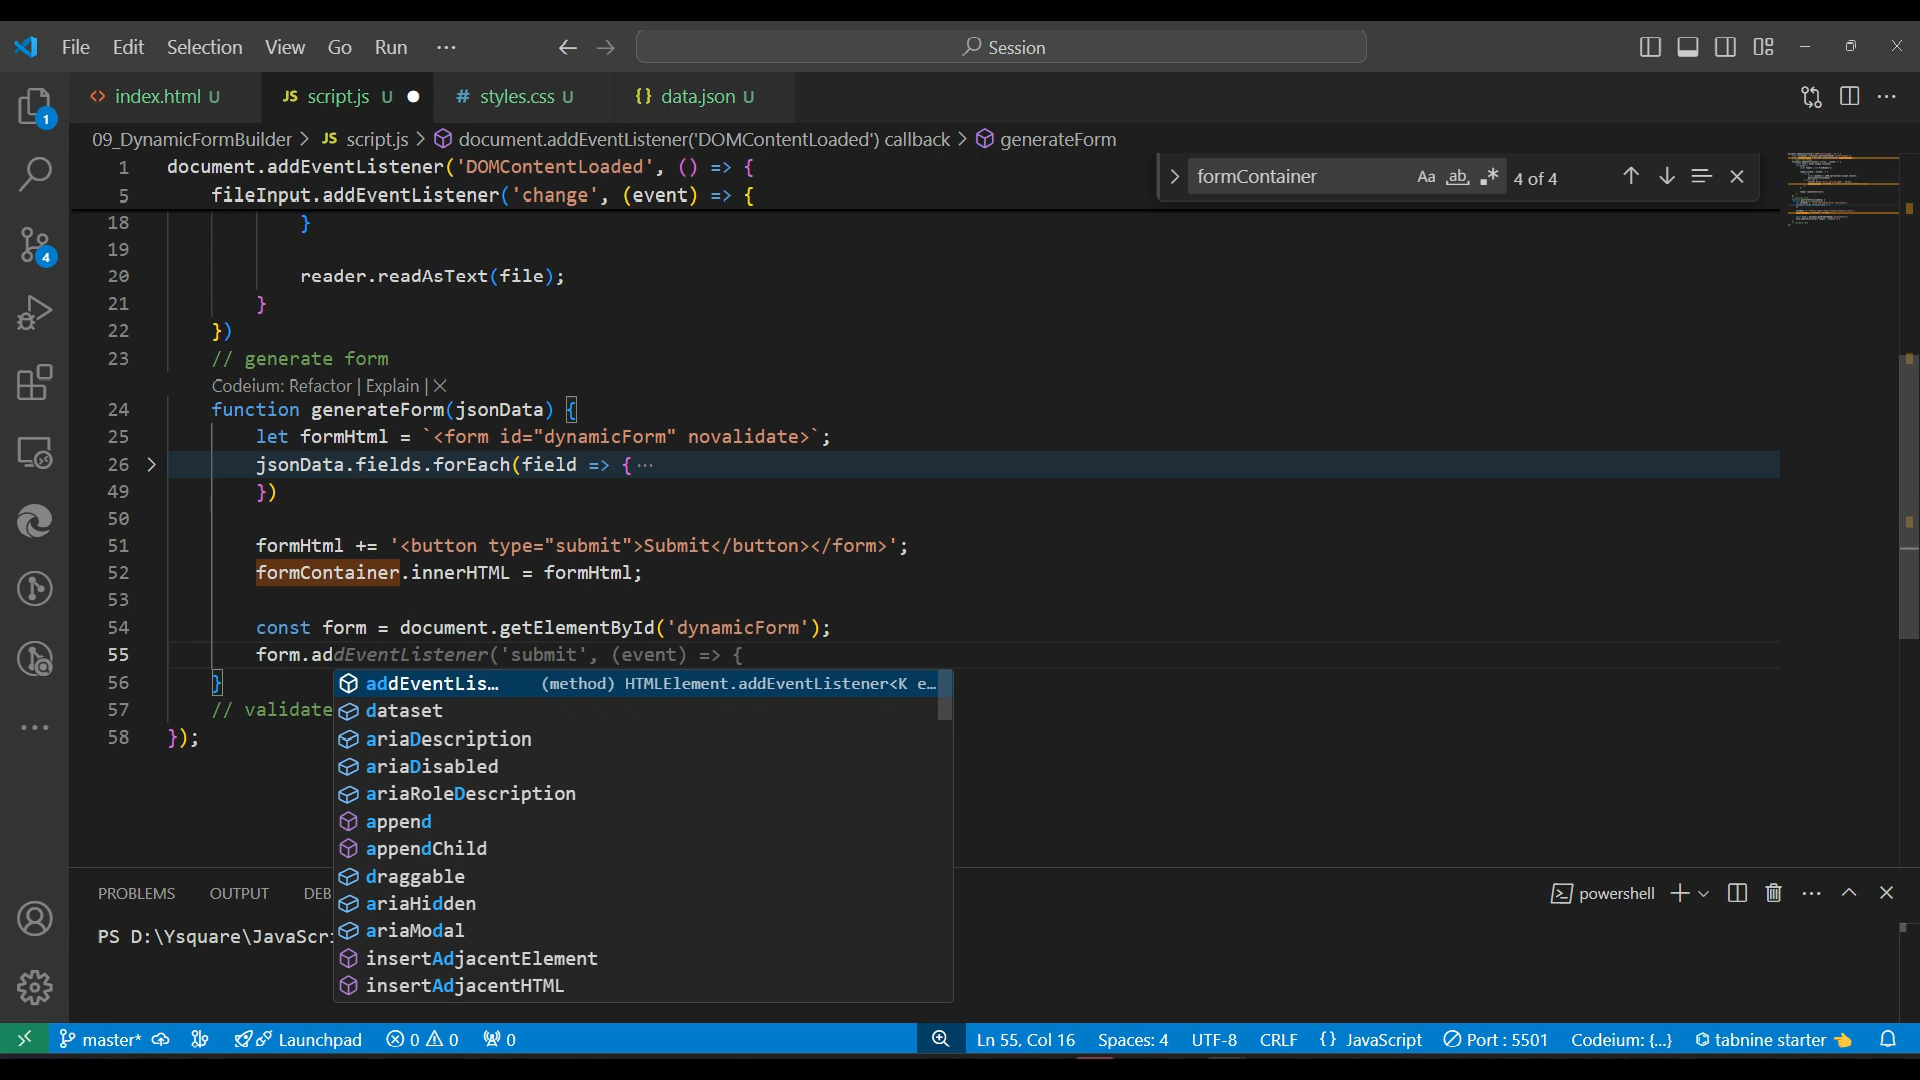 File Edit Selection View Go Run ··· Session
index.html U JS script.js U # styles.css U {} data.json U
09_DynamicFormBuilder > JS script.js > document.addEventListener('DOMContentLoaded') callback > generateForm
1 document.addEventListener('DOMContentLoaded', () => {
5 fileInput.addEventListener('change', (event) => {
formContainer Aa ab .* 4 of 4
18 }
19
20 reader.readAsText(file);
21 }
22 })
23 // generate form
Codeium: Refactor | Explain | X
24 function generateForm(jsonData) {
25 let formHtml = `<form id="dynamicForm" novalidate>`;
26 jsonData.fields.forEach(field => { ···
49 })
50
51 formHtml += '<button type="submit">Submit</button></form>';
52 formContainer.innerHTML = formHtml;
53
54 const form = document.getElementById('dynamicForm');
55 form.addEventListener('submit', (event) => {
56 }
57 // validate
58 });
addEventLis... (method) HTMLElement.addEventListener<K e...
dataset
ariaDescription
ariaDisabled
ariaRoleDescription
append
appendChild
draggable
ariaHidden
ariaModal
insertAdjacentElement
insertAdjacentHTML
PROBLEMS OUTPUT DEB
powershell
PS D:\Ysquare\JavaScri
1
4
master* Launchpad 0 0 0 Ln 55, Col 16 Spaces: 4 UTF-8 CRLF {} JavaScript Port : 5501 Codeium: {...} tabnine starter